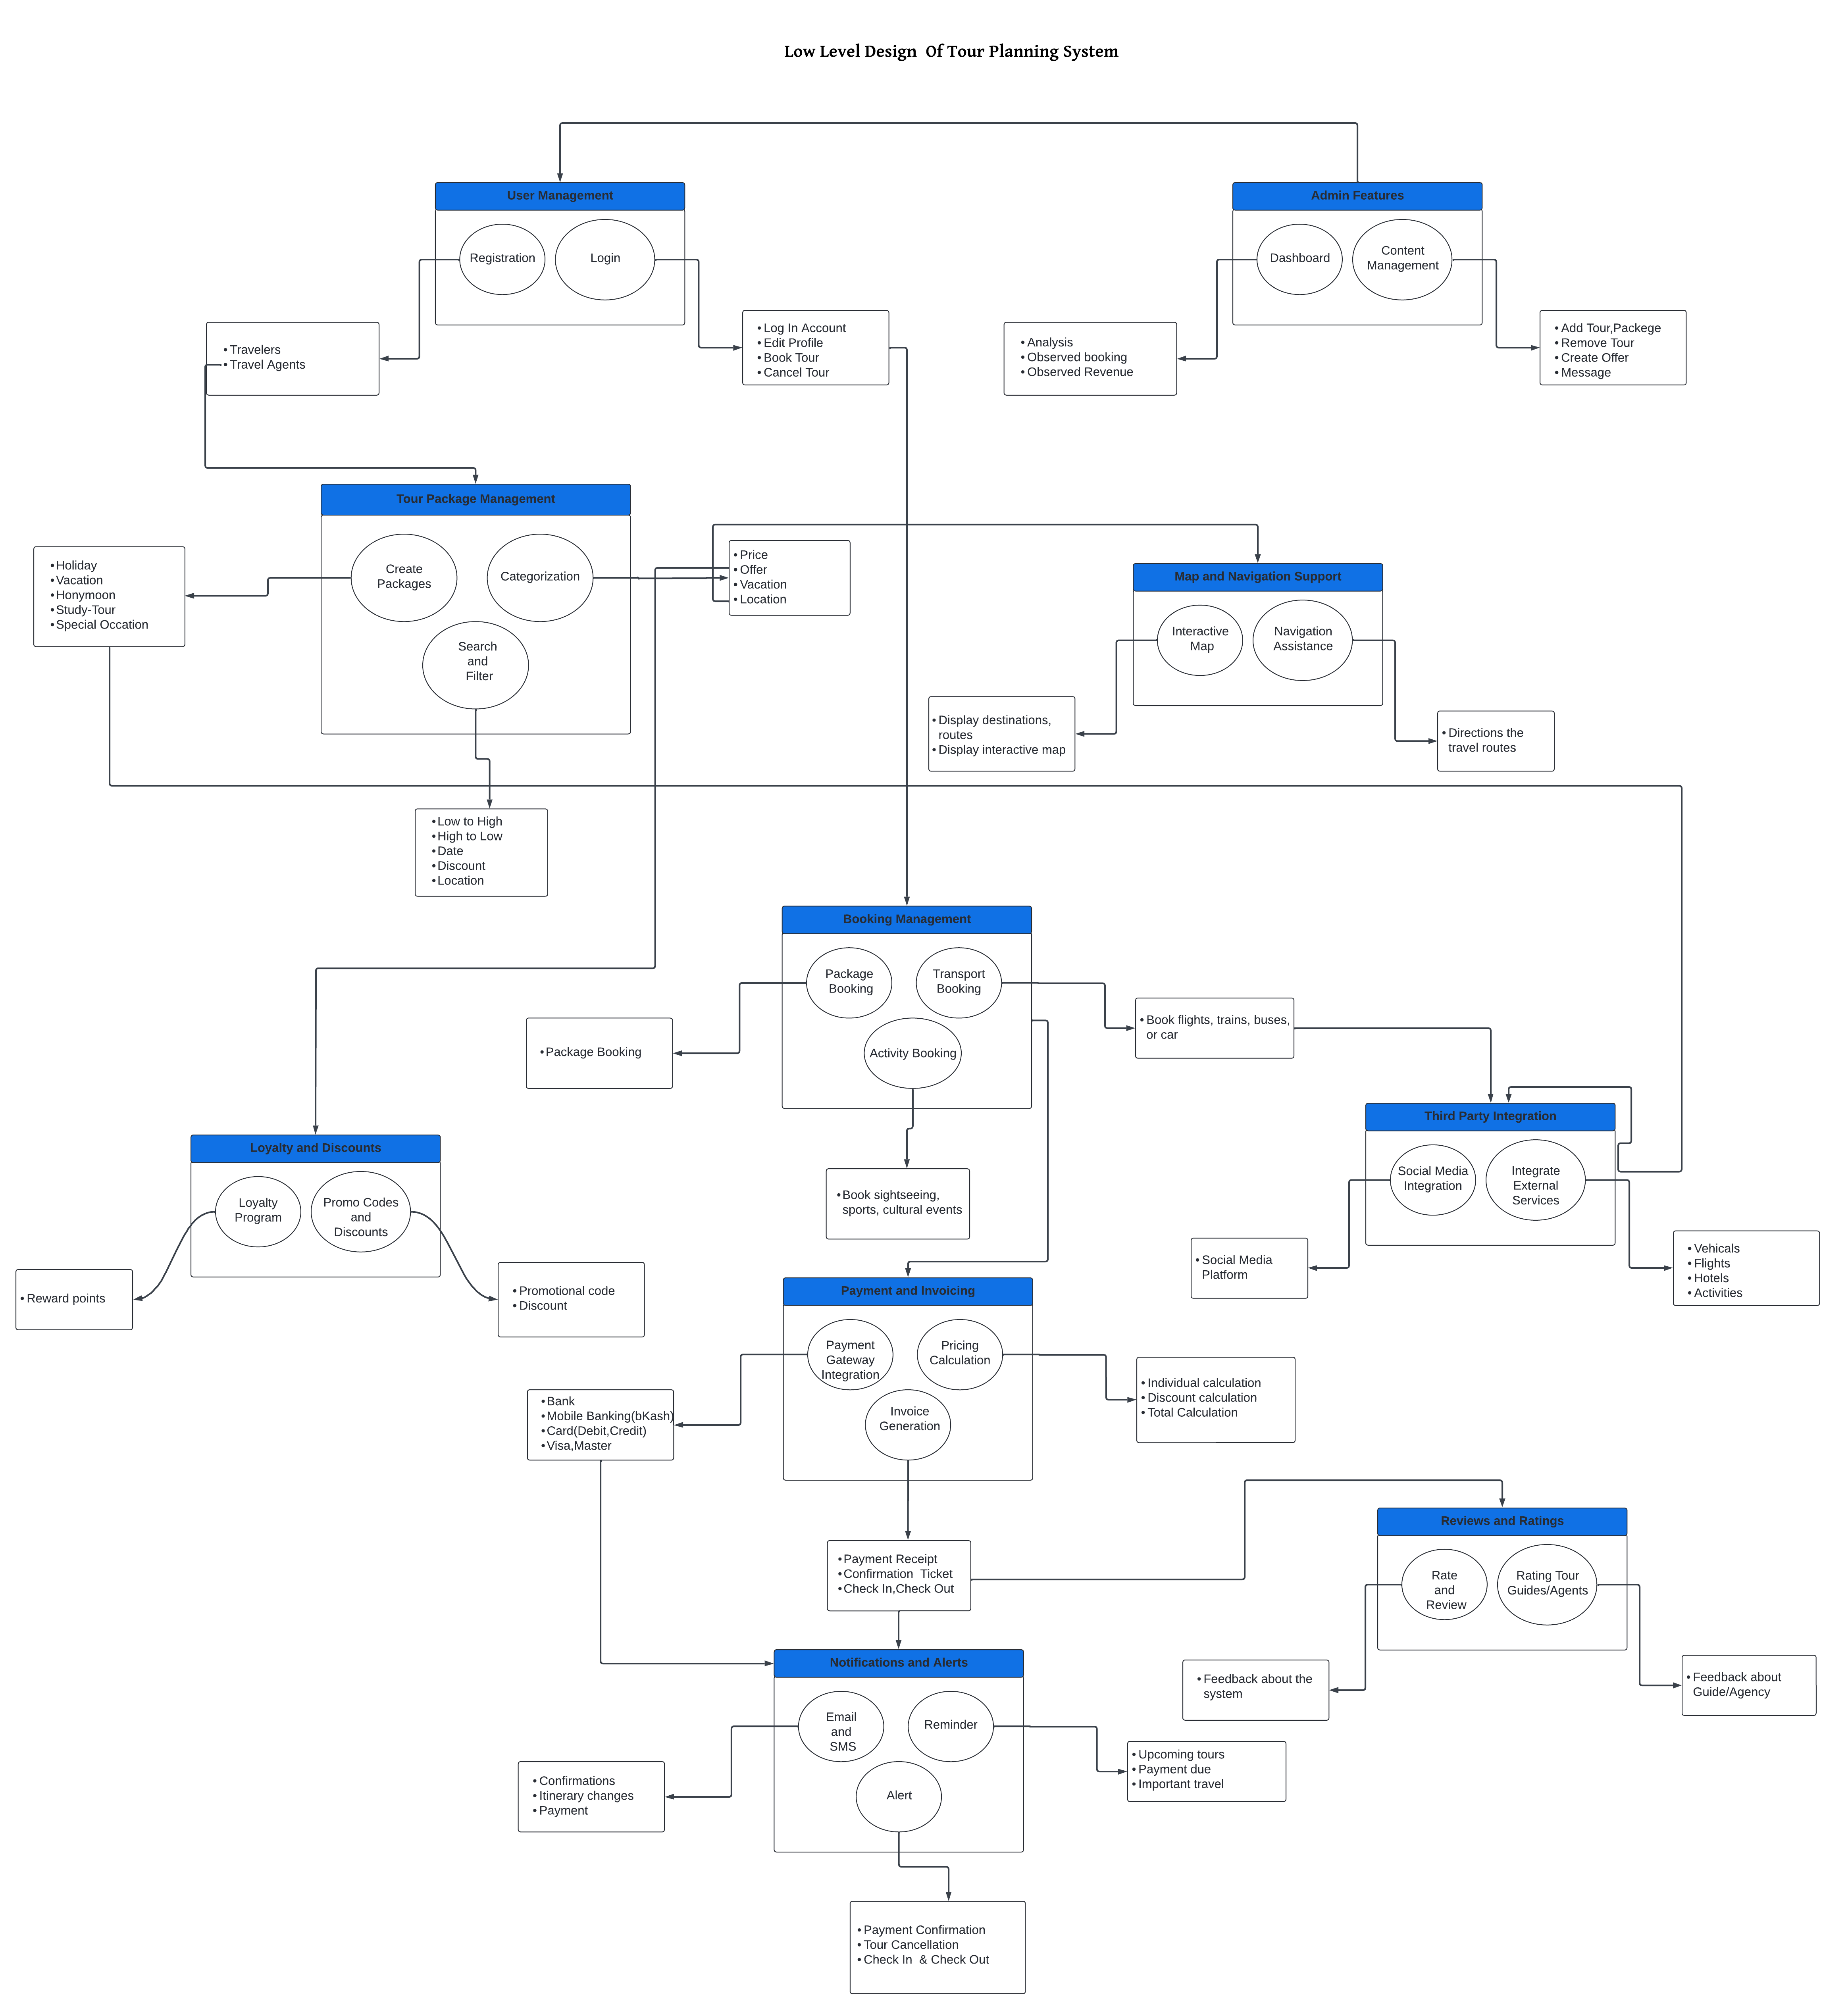 Low Level Design  Of Tour Planning System
User Management
Registration
Login
• Travelers
• Travel Agents
• Log In Account
• Edit Profile
• Book Tour
• Cancel Tour
Admin Features
Dashboard
Content
Management
• Analysis
• Observed booking
• Observed Revenue
• Add Tour,Packege
• Remove Tour
• Create Offer
• Message
Tour Package Management
Create
Packages
Categorization
Search
and
Filter
• Holiday
• Vacation
• Honymoon
• Study-Tour
• Special Occation
• Price
• Offer
• Vacation
• Location
• Low to High
• High to Low
• Date
• Discount
• Location
Map and Navigation Support
Interactive
Map
Navigation
Assistance
• Display destinations,
routes
• Display interactive map
• Directions the
travel routes
Booking Management
Package
Booking
Transport
Booking
Activity Booking
• Package Booking
• Book flights, trains, buses,
or car
• Book sightseeing,
sports, cultural events
Third Party Integration
Social Media
Integration
Integrate
External
Services
• Social Media
Platform
• Vehicals
• Flights
• Hotels
• Activities
Loyalty and Discounts
Loyalty
Program
Promo Codes
and
Discounts
• Reward points
• Promotional code
• Discount
Payment and Invoicing
Payment
Gateway
Integration
Pricing
Calculation
Invoice
Generation
• Bank
• Mobile Banking(bKash)
• Card(Debit,Credit)
• Visa,Master
• Individual calculation
• Discount calculation
• Total Calculation
• Payment Receipt
• Confirmation  Ticket
• Check In,Check Out
Reviews and Ratings
Rate
and
Review
Rating Tour
Guides/Agents
• Feedback about the
system
• Feedback about
Guide/Agency
Notifications and Alerts
Email
and
SMS
Reminder
Alert
• Confirmations
• Itinerary changes
• Payment
• Upcoming tours
• Payment due
• Important travel
• Payment Confirmation
• Tour Cancellation
• Check In  & Check Out